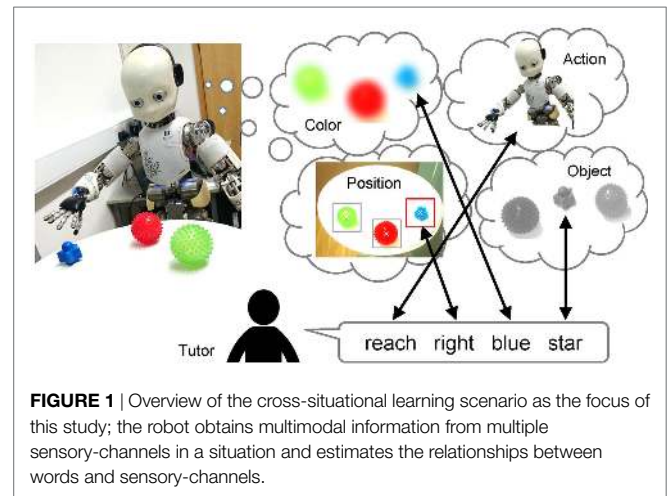 Color
Action
Position
Object
Tutor
reach right blue star
FIGURE 1 | Overview of the cross-situational learning scenario as the focus of
this study; the robot obtains multimodal information from multiple
sensory-channels in a situation and estimates the relationships between
words and sensory-channels.